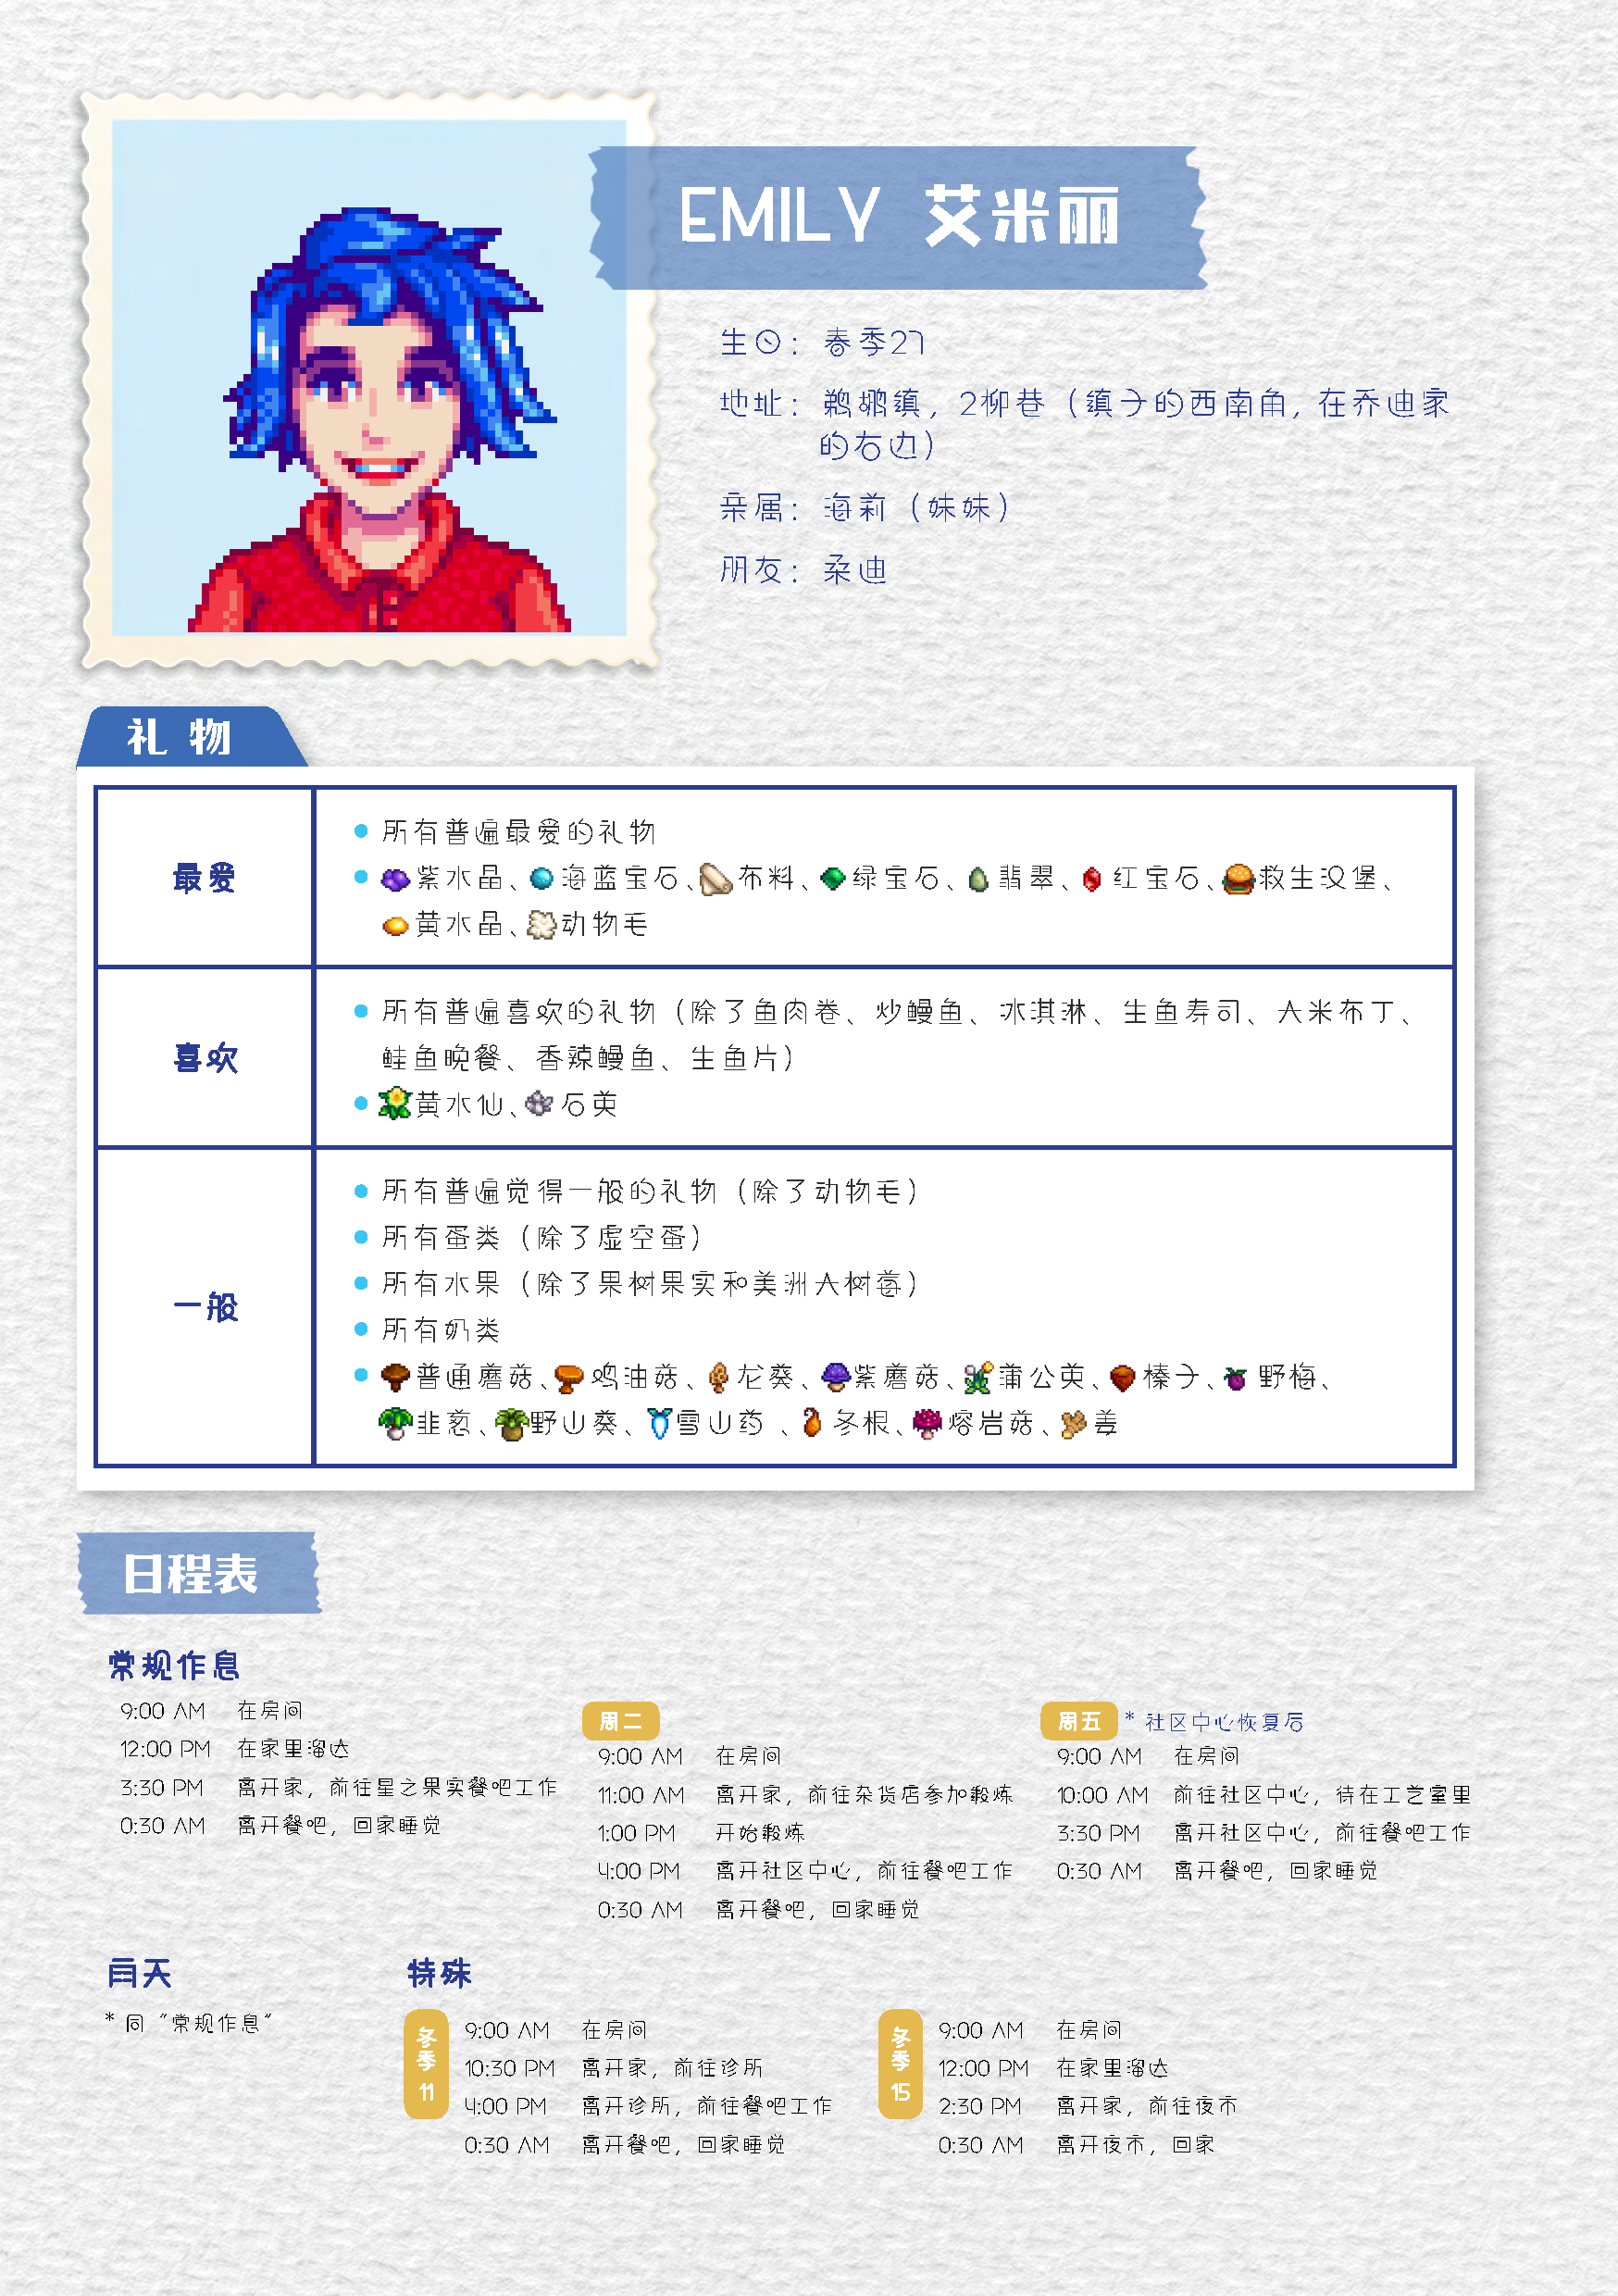 EMILY 艾米丽
生日：春季27
地址：鹈鹕镇，2柳巷（镇子的西南角，在乔迪家
的右边）
亲属：海莉（妹妹）
朋友：桑迪
礼物
最爱
所有普遍最爱的礼物
紫水晶、海蓝宝石、布料、绿宝石、翡翠、红宝石、救生汉堡、
黄水晶、动物毛
喜欢
所有普遍喜欢的礼物（除了鱼肉卷、炒鳗鱼、冰淇淋、生鱼寿司、大米布丁、
鲑鱼晚餐、香辣鳗鱼、生鱼片）
黄水仙、石英
一般
所有普遍觉得一般的礼物（除了动物毛）
所有蛋类（除了虚空蛋）
所有水果（除了果树果实和美洲大树莓）
所有奶类
普通蘑菇、鸡油菇、龙葵、紫蘑菇、蒲公英、榛子、野梅、
韭葱、野山葵、雪山药、冬根、熔岩菇、姜
日程表
常规作息
9:00 AM 在房间
12:00 PM 在家里溜达
3:30 PM 离开家，前往星之果实餐吧工作
0:30 AM 离开餐吧，回家睡觉
周二
9:00 AM 在房间
11:00 AM 离开家，前往杂货店参加锻炼
1:00 PM 开始锻炼
4:00 PM 离开社区中心，前往餐吧工作
0:30 AM 离开餐吧，回家睡觉
周五 * 社区中心恢复后
9:00 AM 在房间
10:00 AM 前往社区中心，待在工艺室里
3:30 PM 离开社区中心，前往餐吧工作
0:30 AM 离开餐吧，回家睡觉
雨天
* 同“常规作息”
特殊
冬季11
9:00 AM 在房间
10:30 PM 离开家，前往诊所
4:00 PM 离开诊所，前往餐吧工作
0:30 AM 离开餐吧，回家睡觉
冬季15
9:00 AM 在房间
12:00 PM 在家里溜达
2:30 PM 离开家，前往夜市
0:30 AM 离开夜市，回家